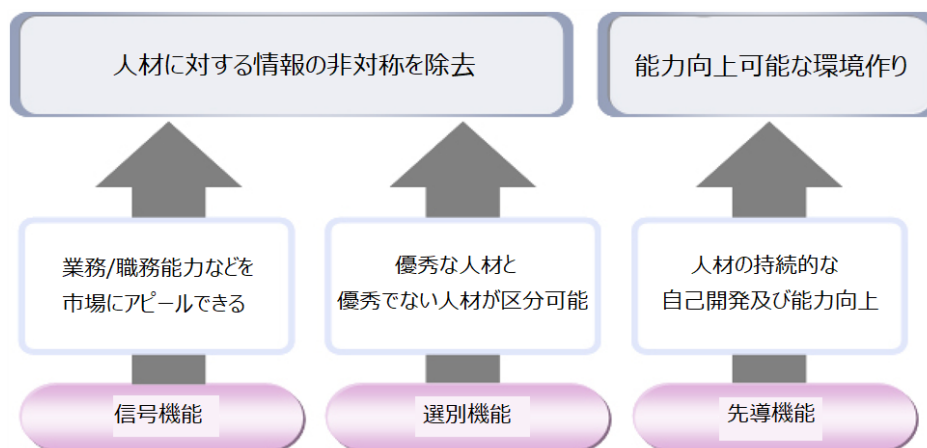 人材に対する情報の非対称を除去
能力向上可能な環境作り
業務/職務能力などを
市場にアピールできる
優秀な人材と
優秀でない人材が区分可能
人材の持続的な
自己開発及び能力向上
信号機能
選別機能
先導機能